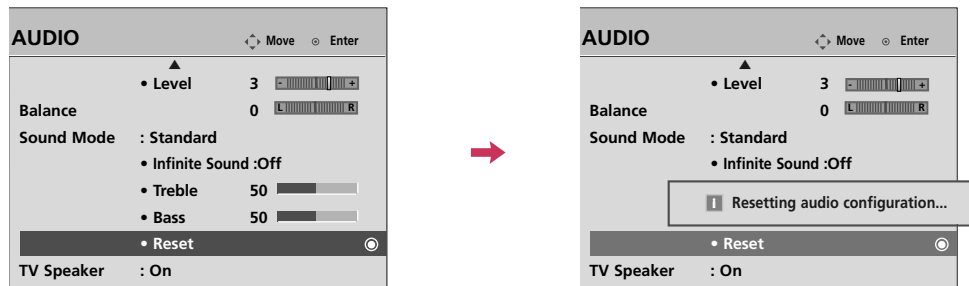 AUDIO
Move Enter
• Level 3 - +
Balance 0 L R
Sound Mode : Standard
• Infinite Sound :Off
• Treble 50
• Bass 50
• Reset
TV Speaker : On
AUDIO
Move Enter
• Level 3 - +
Balance 0 L R
Sound Mode : Standard
• Infinite Sound :Off
Resetting audio configuration...
• Reset
TV Speaker : On